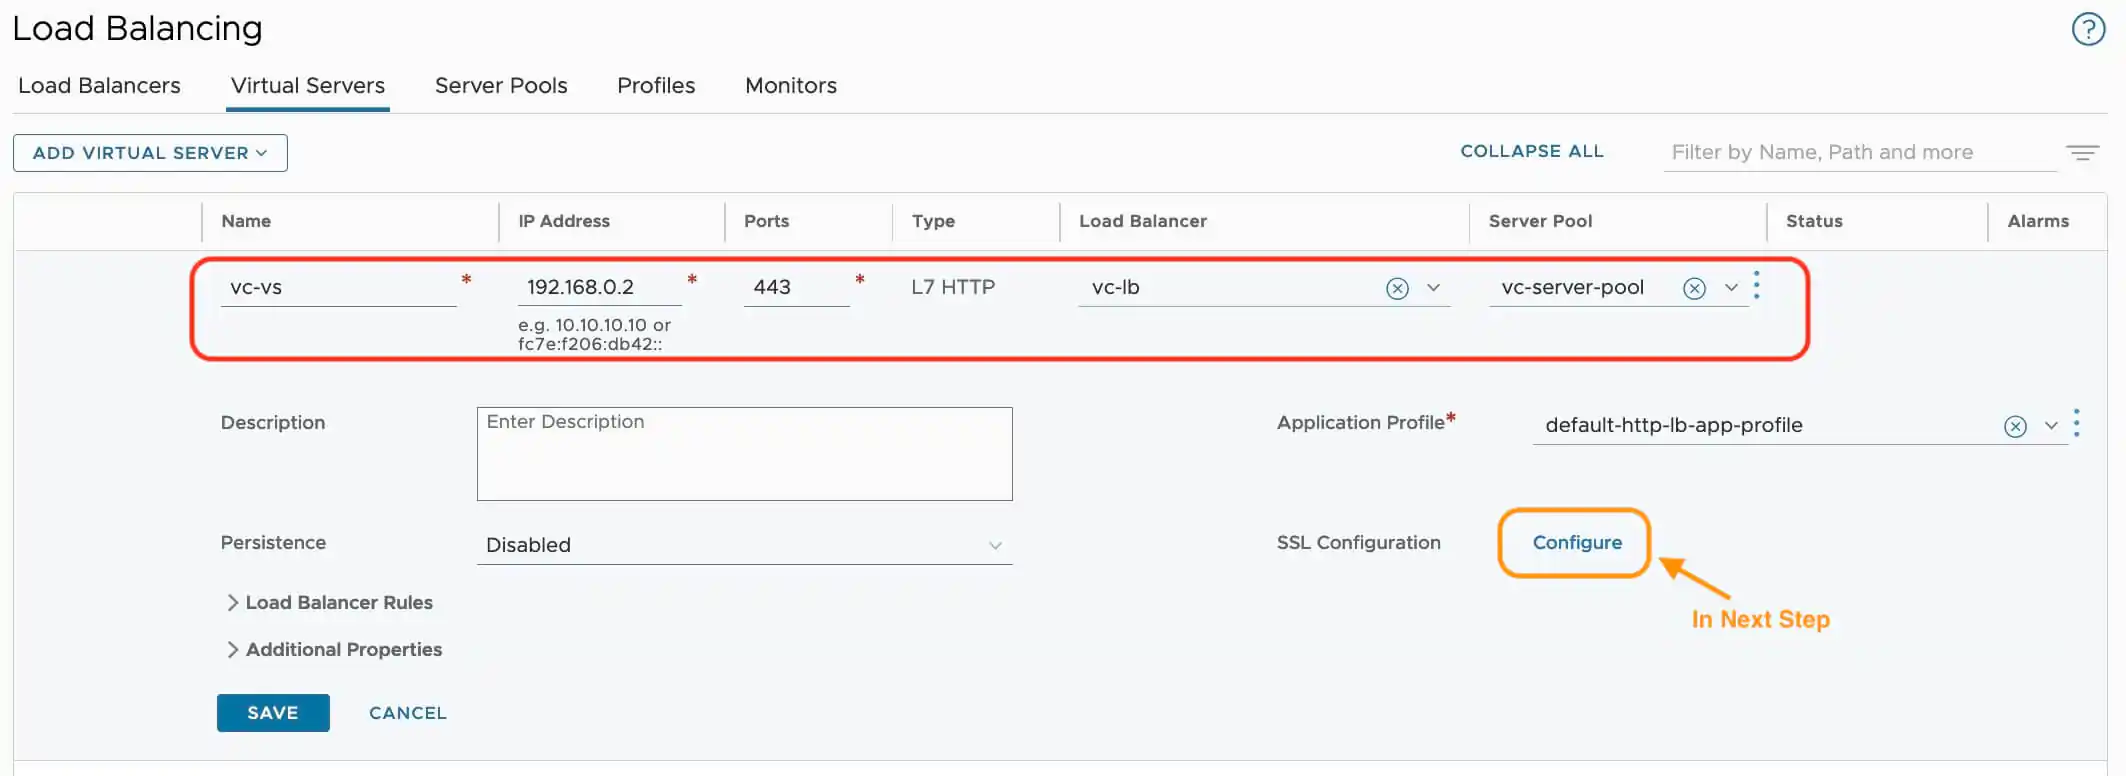 Load Balancing
?
Load Balancers Virtual Servers Server Pools Profiles Monitors
ADD VIRTUAL SERVER COLLAPSE ALL Filter by Name, Path and more
Name IP Address Ports Type Load Balancer Server Pool Status Alarms
vc-vs * 192.168.0.2 * 443 * L7 HTTP vc-lb vc-server-pool
e.g. 10.10.10.10 or
fc7e:f206:db42::
Description Enter Description Application Profile* default-http-lb-app-profile
Persistence Disabled SSL Configuration Configure
Load Balancer Rules
In Next Step
Additional Properties
SAVE CANCEL